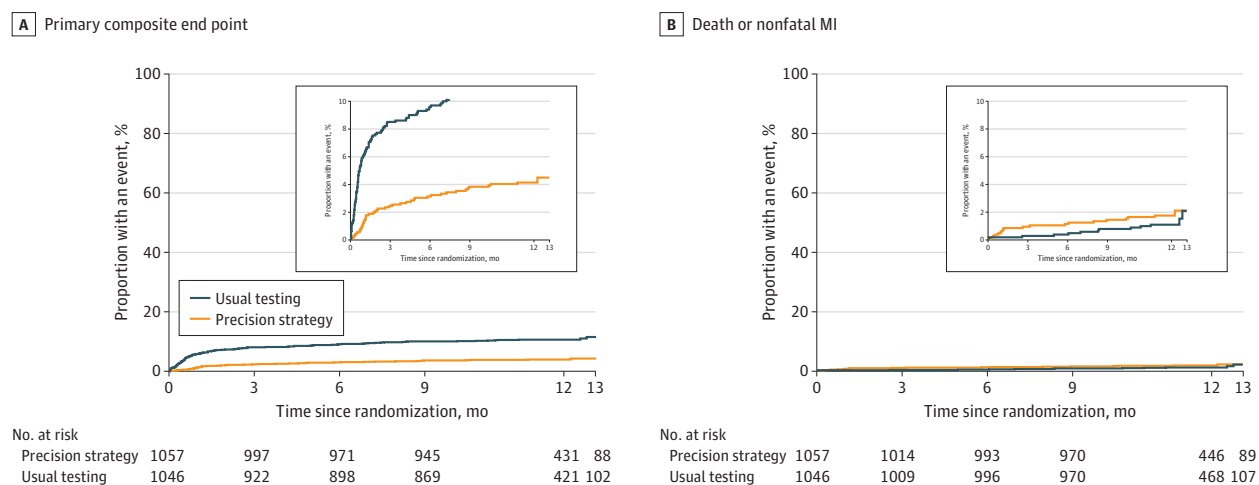 A Primary composite end point
100
80
60
40
20
0
Proportion with an event, %
10
8
6
4
2
0
Proportion with an event, %
0 3 6 9 12 13
Time since randomization, mo
Usual testing
Precision strategy
0 3 6 9 12 13
Time since randomization, mo
No. at risk
Precision strategy 1057 997 971 945 431 88
Usual testing 1046 922 898 869 421 102
B Death or nonfatal MI
100
80
60
40
20
0
Proportion with an event, %
10
8
6
4
2
0
Proportion with an event, %
0 3 6 9 12 13
Time since randomization, mo
0 3 6 9 12 13
Time since randomization, mo
No. at risk
Precision strategy 1057 1014 993 970 446 89
Usual testing 1046 1009 996 970 468 107